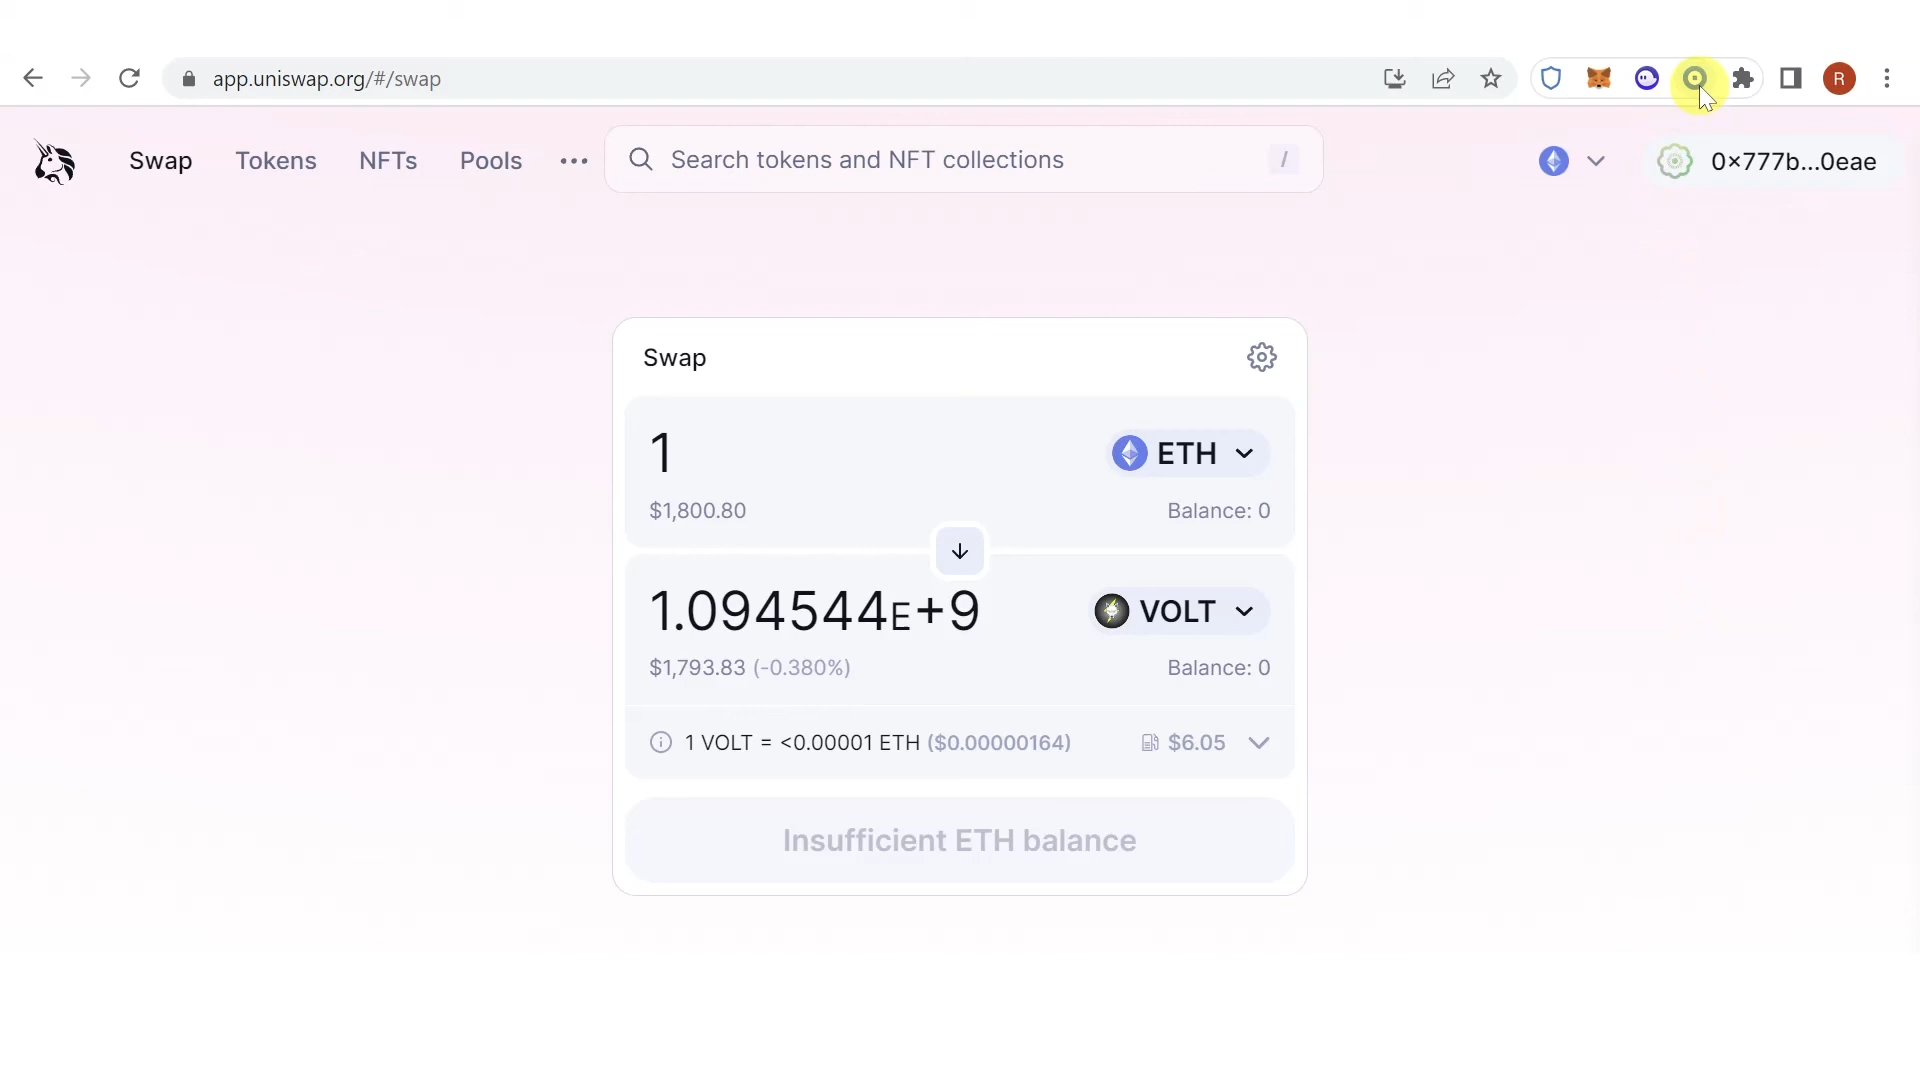 app.uniswap.org/#/swap
R
Swap Tokens NFTs Pools ••• Search tokens and NFT collections / 0x777b...0eae
Swap
1 ETH
$1,800.80 Balance: 0
1.094544E+9 VOLT
$1,793.83 (-0.380%) Balance: 0
1 VOLT = <0.00001 ETH ($0.00000164) $6.05
Insufficient ETH balance